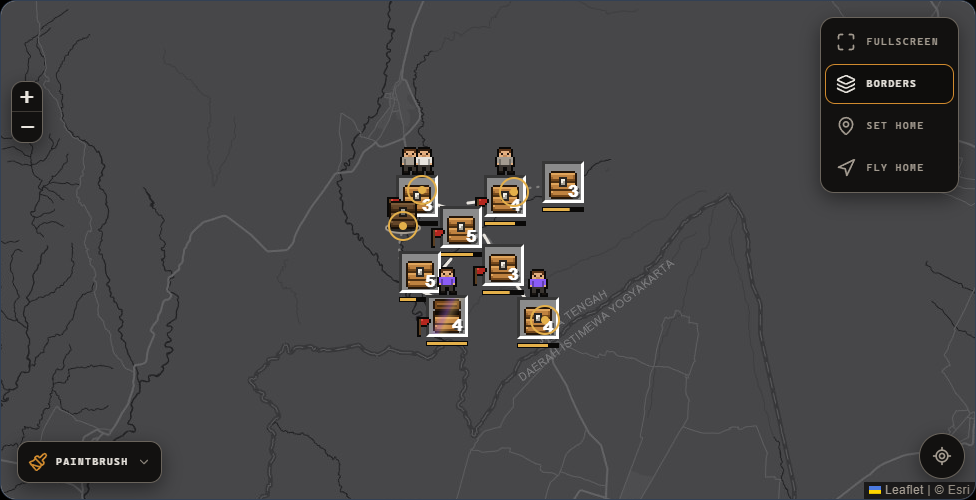 FULLSCREEN
BORDERS
SET HOME
FLY HOME
+
−
3
4
3
5
5
3
4
4
TENGAH
DAERAH ISTIMEWA YOGYAKARTA
PAINTBRUSH
Leaflet | © Esri